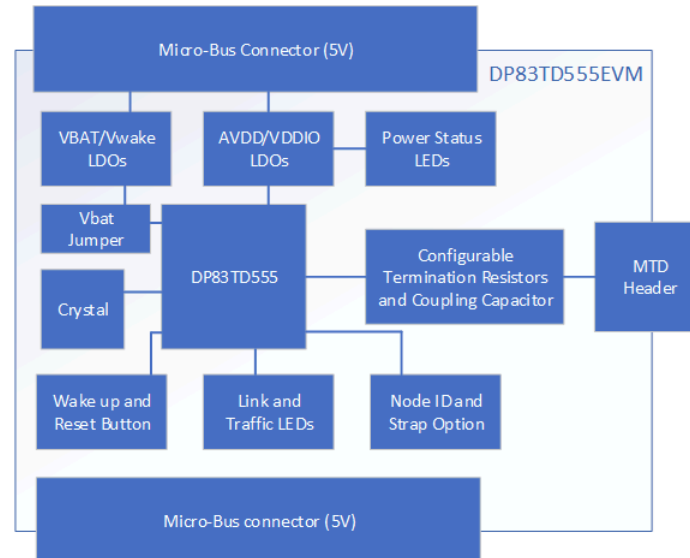 Micro-Bus Connector (5V)
DP83TD555EVM
VBAT/Vwake
LDOs
AVDD/VDDIO
LDOs
Power Status
LEDs
Vbat
Jumper
DP83TD555
Configurable
Termination Resistors
and Coupling Capacitor
MTD
Header
Crystal
Wake up and
Reset Button
Link and
Traffic LEDs
Node ID and
Strap Option
Micro-Bus connector (5V)